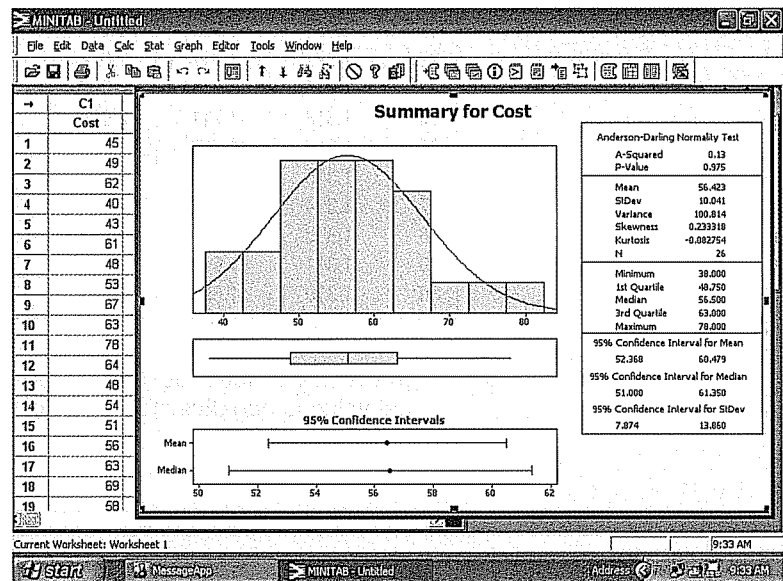 MINITAB - Untitled
File Edit Data Calc Stat Graph Editor Tools Window Help
C1
Cost
1 45
2 49
3 62
4 40
5 43
6 61
7 48
8 53
9 67
10 63
11 78
12 64
13 48
14 54
15 51
16 56
17 63
18 69
19 58
Summary for Cost
40 50 60 70 80
95% Confidence Intervals
Mean
Median
50 52 54 56 58 60 62
Anderson-Darling Normality Test
A-Squared 0.13
P-Value 0.975
Mean 56.423
StDev 10.041
Variance 100.814
Skewness 0.233318
Kurtosis -0.082754
N 26
Minimum 38.000
1st Quartile 48.750
Median 56.500
3rd Quartile 63.000
Maximum 78.000
95% Confidence Interval for Mean
52.368 60.479
95% Confidence Interval for Median
51.000 61.350
95% Confidence Interval for StDev
7.874 13.860
Current Worksheet: Worksheet 1 9:33 AM
start MessageApp MINITAB - Untitled Address 9:33 AM